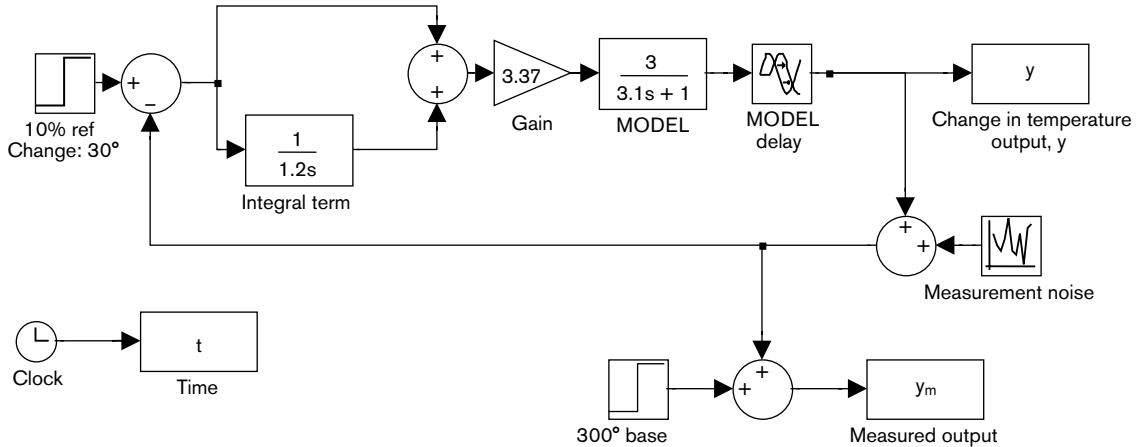 +
+
3.37
3
3.1s + 1
y
+
−
+
10% ref
Change: 30°
Gain
MODEL
MODEL
delay
Change in temperature
output, y
1
1.2s
Integral term
+
+
Measurement noise
t
Clock
Time
+
+
ym
300° base
Measured output